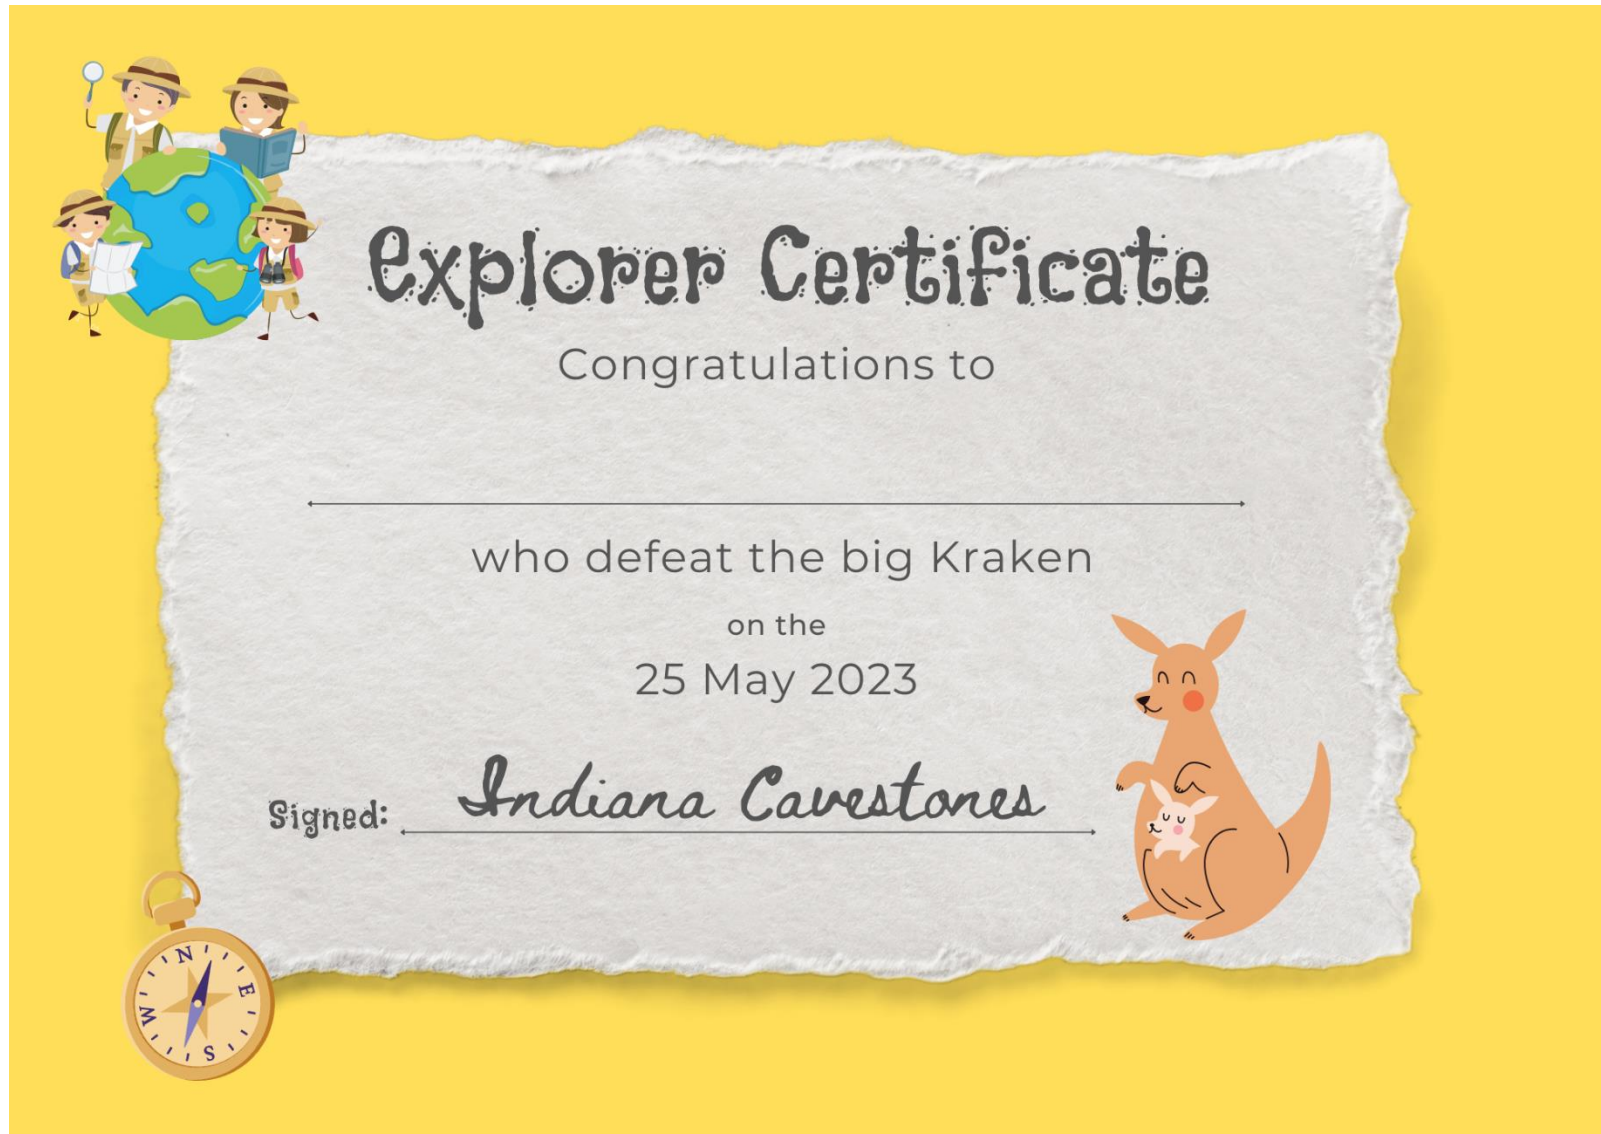 Explorer Certificate
Congratulations to
who defeat the big Kraken
on the
25 May 2023
Signed: Indiana Cavestones
N
E
S
W